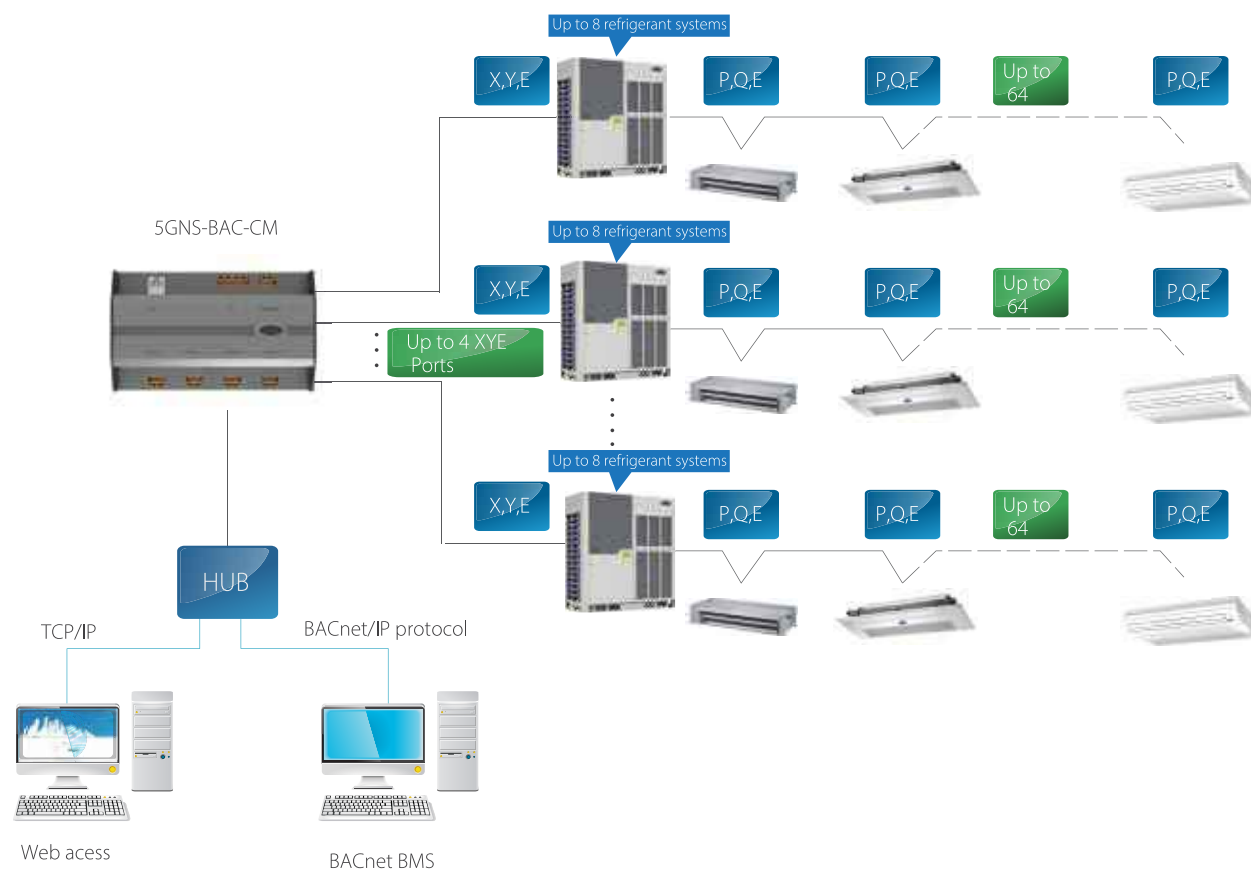 Up to 8 refrigerant systems
X,Y,E
P,Q,E
P,Q,E
Up to
64
P,Q,E
5GNS-BAC-CM
Up to 8 refrigerant systems
X,Y,E
P,Q,E
P,Q,E
Up to
64
P,Q,E
Up to 4 XYE
Ports
Up to 8 refrigerant systems
X,Y,E
P,Q,E
P,Q,E
Up to
64
P,Q,E
HUB
TCP/IP
BACnet/IP protocol
Web acess
BACnet BMS